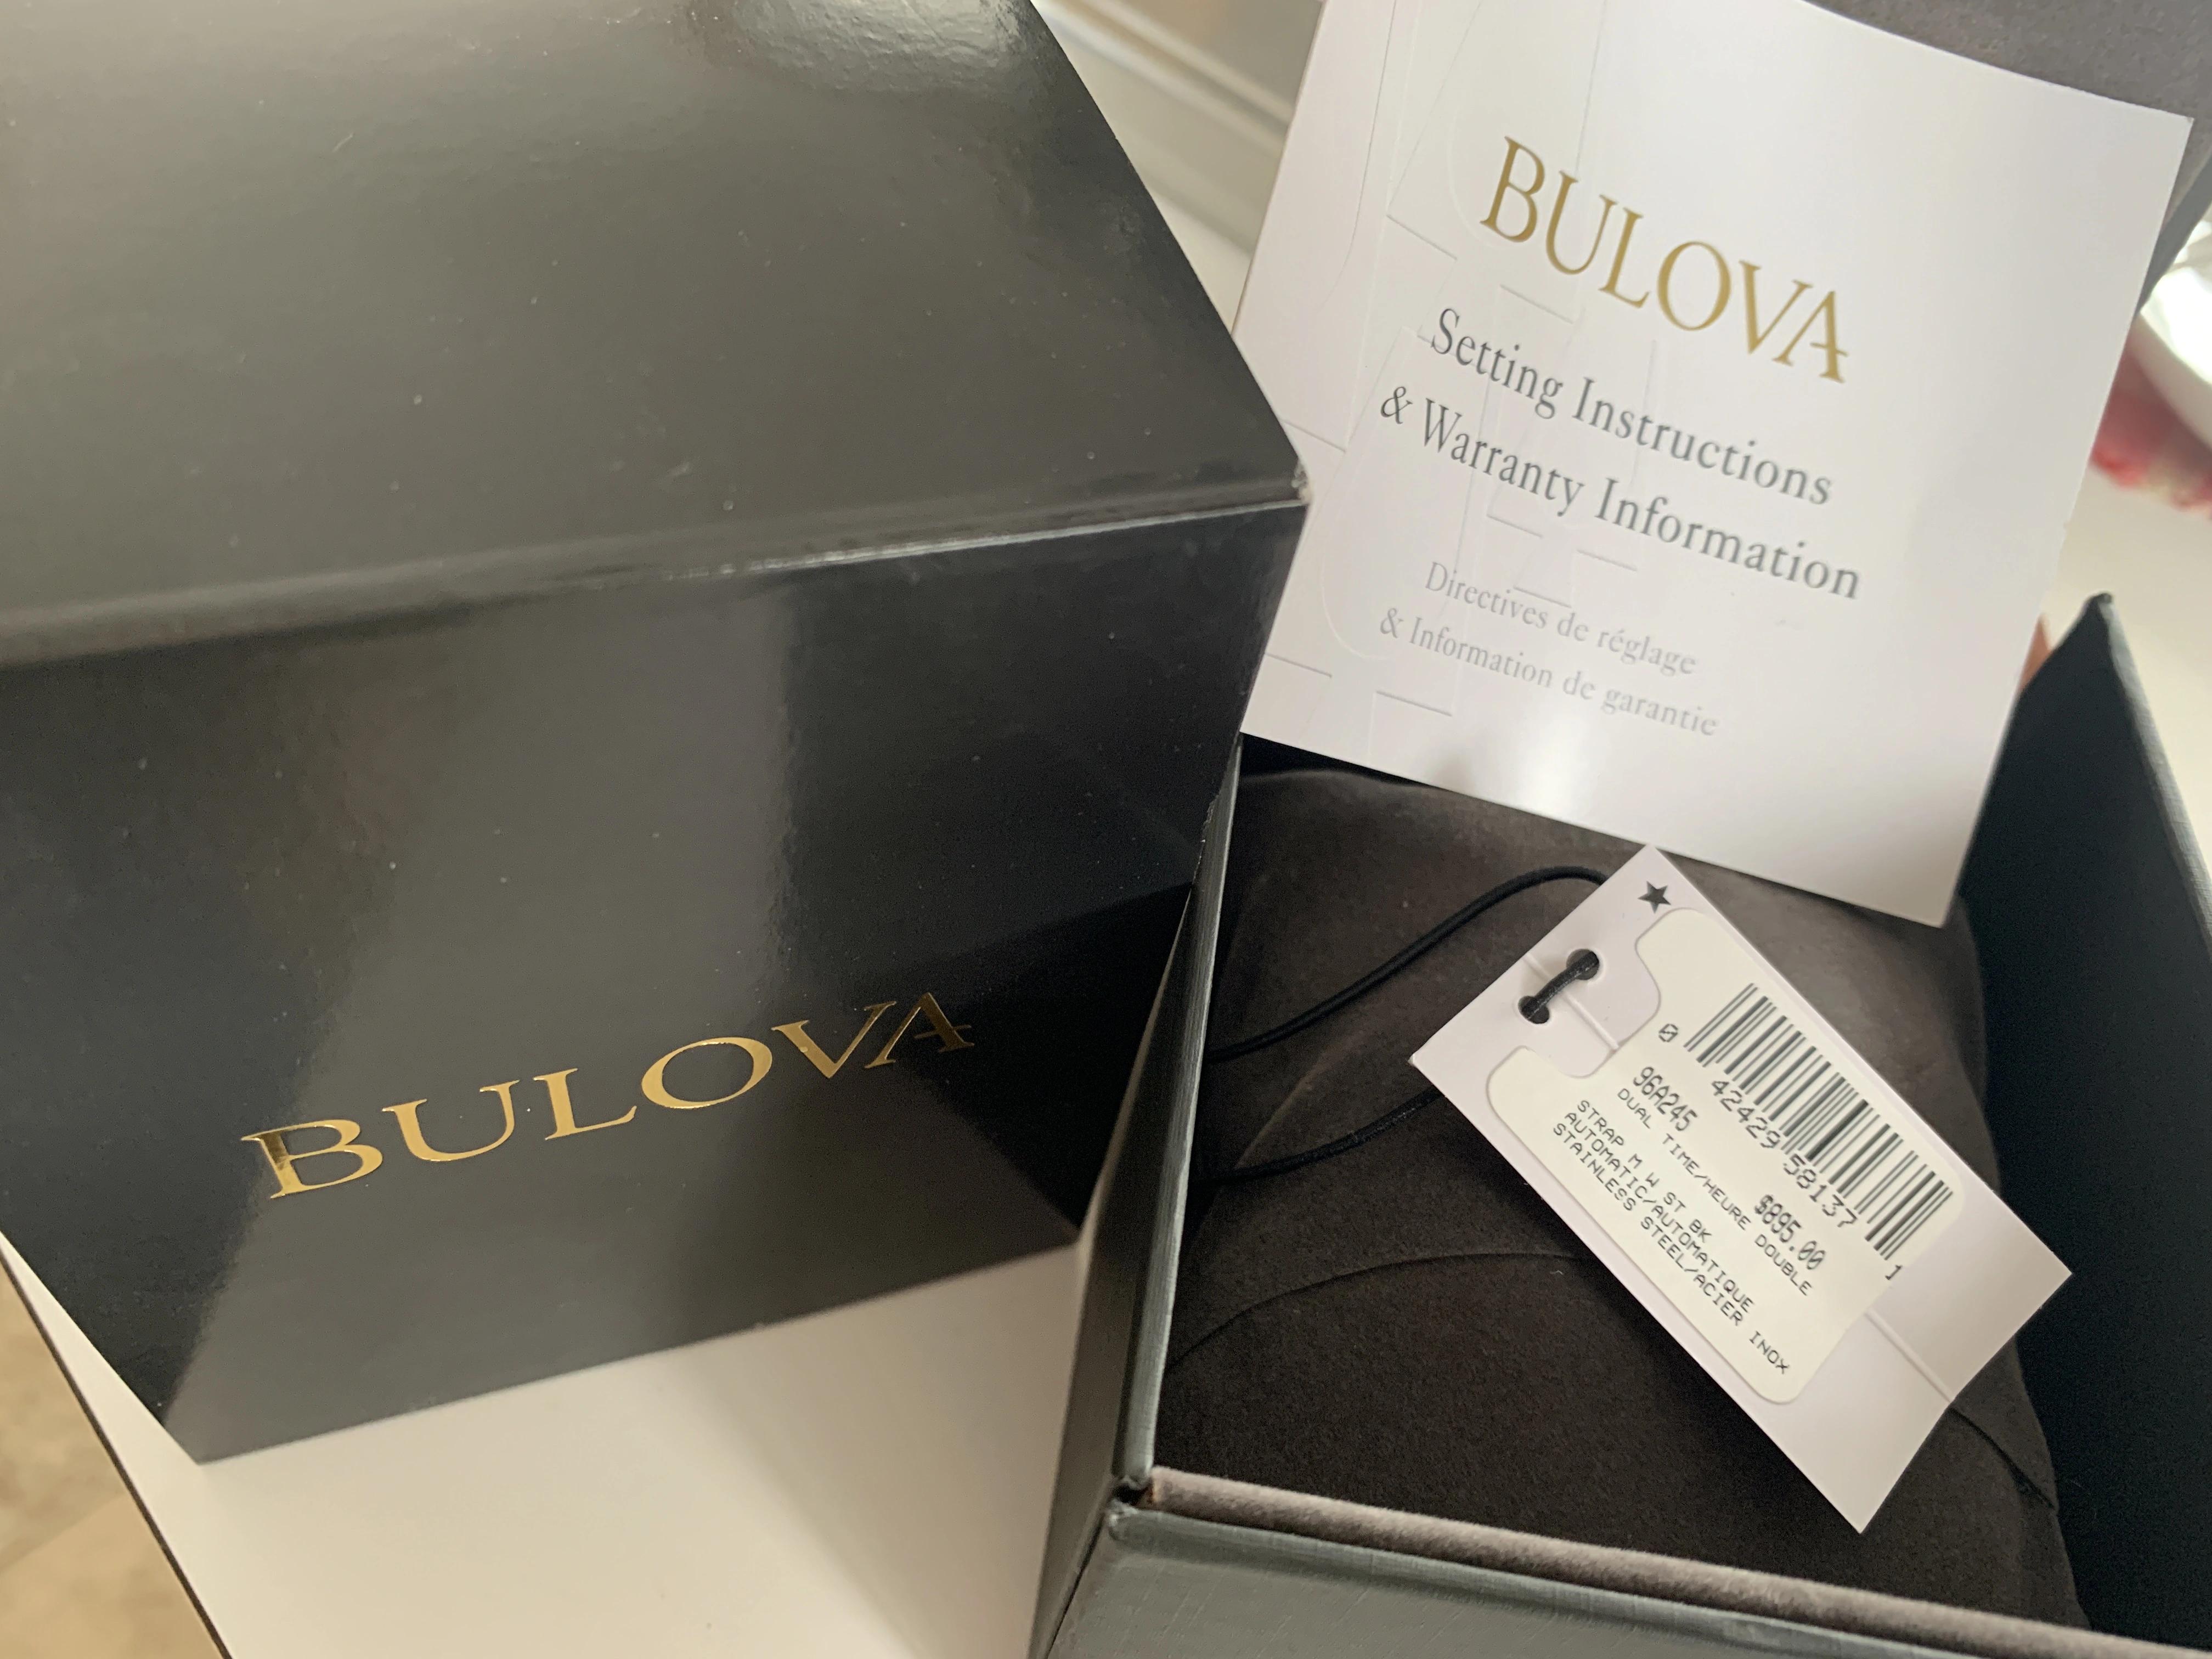 BULOVA
Setting Instructions
& Warranty Information
Directives de réglage
& Information de garantie
BULOVA
0 42429 58137 1
96A245 $895.00
DUAL TIME/HEURE DOUBLE
STRAP M W ST BK
AUTOMATIC/AUTOMATIQUE
STAINLESS STEEL/ACIER INOX